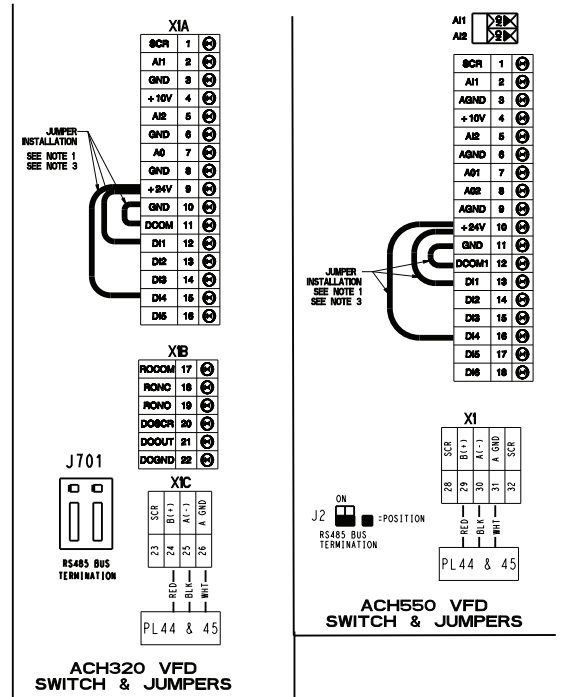 X1A
SCR 1
AI1 2
GND 3
+10V 4
AI2 5
GND 6
AO 7
GND 8
+24V 9
GND 10
DCOM 11
DI1 12
DI2 13
DI3 14
DI4 15
DI5 16
JUMPER
INSTALLATION
SEE NOTE 1
SEE NOTE 3
X1B
ROCOM 17
RONC 18
RONO 19
DOSCR 20
DOOUT 21
DOGND 22
J701
RS485 BUS
TERMINATION
X1C
SCR 23
B(+) 24
A(-) 25
A GND 26
RED
BLK
WHT
PL44 & 45
ACH320 VFD
SWITCH & JUMPERS
AI1 ON
AI2 ON
SCR 1
AI1 2
AGND 3
+10V 4
AI2 5
AGND 6
AO1 7
AO2 8
AGND 9
+24V 10
GND 11
DCOM1 12
DI1 13
DI2 14
DI3 15
DI4 16
DI5 17
DI6 18
JUMPER
INSTALLATION
SEE NOTE 1
SEE NOTE 3
X1
SCR 28
B(+) 29
A(-) 30
A GND 31
SCR 32
ON
J2 =POSITION
RS485 BUS
TERMINATION
RED
BLK
WHT
PL44 & 45
ACH550 VFD
SWITCH & JUMPERS